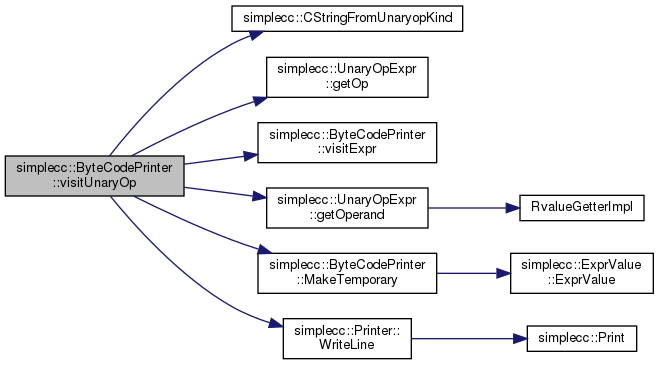 simplecc::CStringFromUnaryopKind
simplecc::UnaryOpExpr
::getOp
simplecc::ByteCodePrinter
::visitExpr
simplecc::ByteCodePrinter
::visitUnaryOp
simplecc::UnaryOpExpr
::getOperand
RvalueGetterImpl
simplecc::ByteCodePrinter
::MakeTemporary
simplecc::ExprValue
::ExprValue
simplecc::Printer::
WriteLine
simplecc::Print